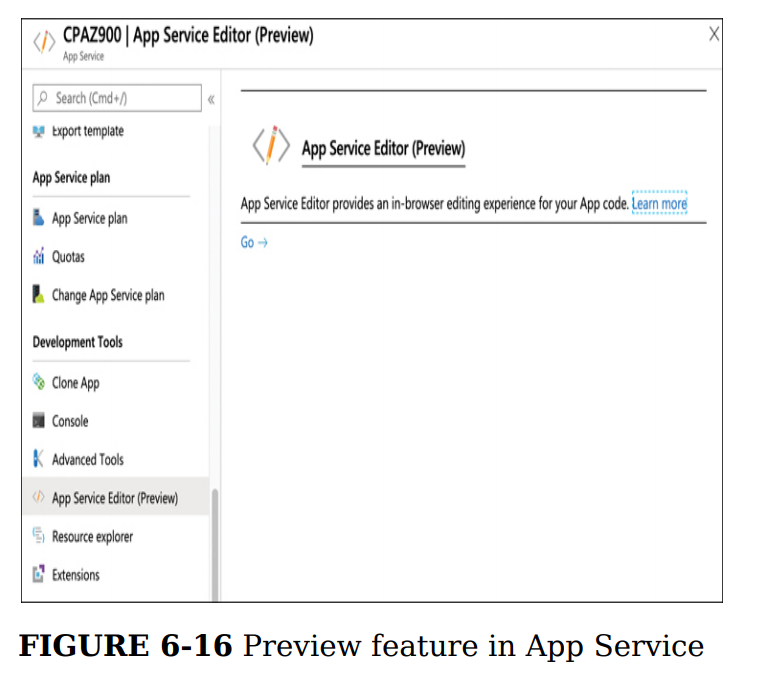 CPAZ900 | App Service Editor (Preview)
App Service
X
Search (Cmd+/)
«
Export template
App Service plan
App Service plan
Quotas
Change App Service plan
Development Tools
Clone App
Console
Advanced Tools
App Service Editor (Preview)
Resource explorer
Extensions
App Service Editor (Preview)
App Service Editor provides an in-browser editing experience for your App code. Learn more
Go →
FIGURE 6-16 Preview feature in App Service